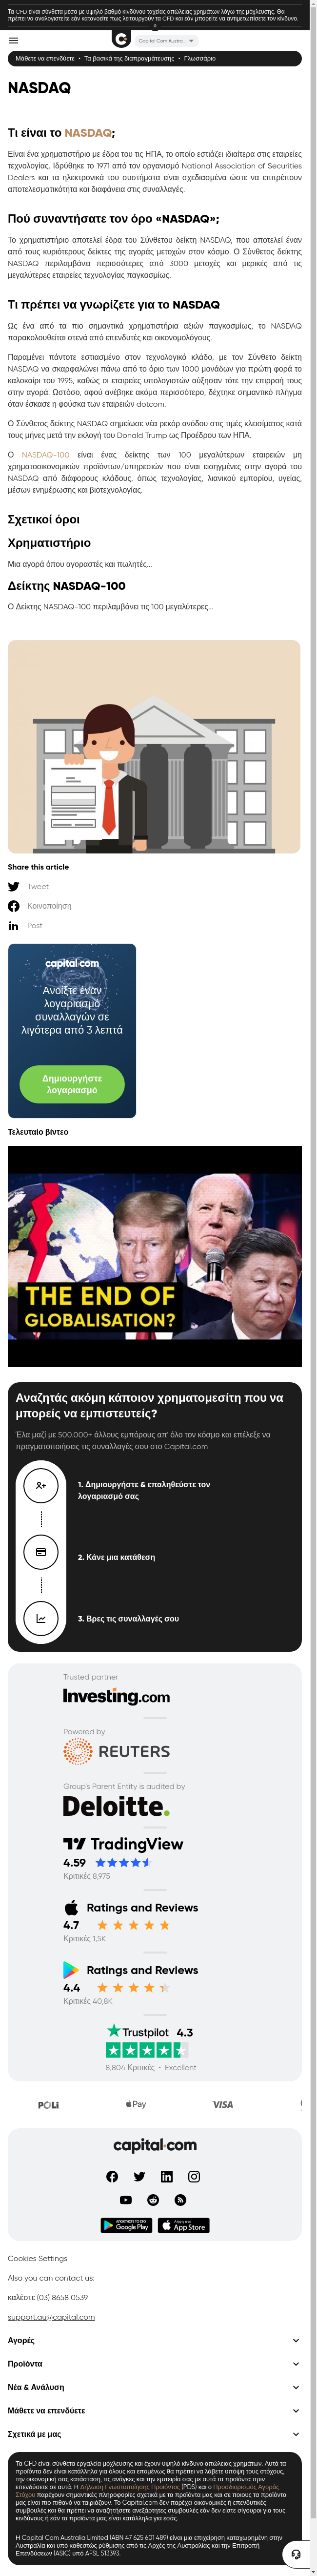 Τα CFD είναι σύνθετα μέσα με υψηλό βαθμό κινδύνου ταχείας απώλειας χρημάτων λόγω της μόχλευσης. Θα
πρέπει να αναλογιστείτε εάν κατανοείτε πως λειτουργούν τα CFD και εάν μπορείτε να αντιμετωπίσετε τον κίνδυνο.
Capital Com Austra...
Μάθετε να επενδύετε • Τα βασικά της διαπραγμάτευσης • Γλωσσάριο
NASDAQ
Τι είναι το NASDAQ;
Είναι ένα χρηματιστήριο με έδρα του τις ΗΠΑ, το οποίο εστιάζει ιδιαίτερα στις εταιρείες
τεχνολογίας. Ιδρύθηκε το 1971 από τον οργανισμό National Association of Securities
Dealers και τα ηλεκτρονικά του συστήματα είναι σχεδιασμένα ώστε να επιτρέπουν
αποτελεσματικότητα και διαφάνεια στις συναλλαγές.
Πού συναντήσατε τον όρο «NASDAQ»;
Το χρηματιστήριο αποτελεί έδρα του Σύνθετου δείκτη NASDAQ, που αποτελεί έναν
από τους κυριότερους δείκτες της αγοράς μετοχών στον κόσμο. Ο Σύνθετος δείκτης
NASDAQ περιλαμβάνει περισσότερες από 3000 μετοχές και μερικές από τις
μεγαλύτερες εταιρείες τεχνολογίας παγκοσμίως.
Τι πρέπει να γνωρίζετε για το NASDAQ
Ως ένα από τα πιο σημαντικά χρηματιστήρια αξιών παγκοσμίως, το NASDAQ
παρακολουθείται στενά από επενδυτές και οικονομολόγους.
Παραμένει πάντοτε εστιασμένο στον τεχνολογικό κλάδο, με τον Σύνθετο δείκτη
NASDAQ να σκαρφαλώνει πάνω από το όριο των 1000 μονάδων για πρώτη φορά το
καλοκαίρι του 1995, καθώς οι εταιρείες υπολογιστών αύξησαν τότε την επιρροή τους
στην αγορά. Ωστόσο, αφού ανέβηκε ακόμα περισσότερο, δέχτηκε σημαντικό πλήγμα
όταν έσκασε η φούσκα των εταιρειών dotcom.
Ο Σύνθετος δείκτης NASDAQ σημείωσε νέα ρεκόρ ανόδου στις τιμές κλεισίματος κατά
τους μήνες μετά την εκλογή του Donald Trump ως Προέδρου των ΗΠΑ.
Ο NASDAQ-100 είναι ένας δείκτης των 100 μεγαλύτερων εταιρειών μη
χρηματοοικονομικών προϊόντων/υπηρεσιών που είναι εισηγμένες στην αγορά του
NASDAQ από διάφορους κλάδους, όπως τεχνολογίας, λιανικού εμπορίου, υγείας,
μέσων ενημέρωσης και βιοτεχνολογίας.
Σχετικοί όροι
Χρηματιστήριο
Μια αγορά όπου αγοραστές και πωλητές...
Δείκτης NASDAQ-100
Ο Δείκτης NASDAQ-100 περιλαμβάνει τις 100 μεγαλύτερες...
Share this article
Tweet
Κοινοποίηση
Post
capital.com
Ανοίξτε έναν
λογαριασμό
συναλλαγών σε
λιγότερο από 3 λεπτά
Δημιουργήστε
λογαριασμό
Τελευταίο βίντεο
THE END OF
GLOBALISATION?
Αναζητάς ακόμη κάποιον χρηματομεσίτη που να
μπορείς να εμπιστευτείς?
Έλα μαζί με 500.000+ άλλους εμπόρους απ' όλο τον κόσμο και επέλεξε να
πραγματοποιήσεις τις συναλλαγές σου στο Capital.com
1. Δημιουργήστε & επαληθεύστε τον
λογαριασμό σας
2. Κάνε μια κατάθεση
3. Βρες τις συναλλαγές σου
Trusted partner
Investing.com
Powered by
REUTERS
Group's Parent Entity is audited by
Deloitte.
TradingView
4.59
Κριτικές 8,975
Ratings and Reviews
4.7
Κριτικές 1,5K
Ratings and Reviews
4.4
Κριτικές 40,8K
Trustpilot 4.3
8,804 Κριτικές • Excellent
POLi
Pay
VISA
capital.com
ΑΠΟΚΤΗΣΤΕ ΤΟ
Google Play
App Store
Cookies Settings
Also you can contact us:
καλέστε (03) 8658 0539
support.au@capital.com
Αγορές
Προϊόντα
Νέα & Ανάλυση
Μάθετε να επενδύετε
Σχετικά με μας
Τα CFD είναι σύνθετα εργαλεία μόχλευσης και έχουν υψηλό κίνδυνο απώλειας χρημάτων. Αυτά τα
προϊόντα δεν είναι κατάλληλα για όλους και επομένως θα πρέπει να λάβετε υπόψη τους στόχους,
την οικονομική σας κατάσταση, τις ανάγκες και την εμπειρία σας με αυτά τα προϊόντα πριν
επενδύσετε σε αυτά. Η Δήλωση Γνωστοποίησης Προϊόντος (PDS) και ο Προσδιορισμός Αγοράς
Στόχου παρέχουν σημαντικές πληροφορίες σχετικά με τα προϊόντα μας και σε ποιους τα προϊόντα
μας είναι πιο πιθανό να ταιριάζουν. Το Capital.com δεν παρέχει οικονομικές ή επενδυτικές
συμβουλές και θα πρέπει να αναζητήσετε ανεξάρτητες συμβουλές εάν δεν είστε σίγουροι για τους
κινδύνους ή εάν τα προϊόντα μας είναι κατάλληλα για εσάς.
Η Capital Com Australia Limited (ABN 47 625 601 489) είναι μια επιχείρηση καταχωρημένη στην
Αυστραλία και υπό καθεστώς ρύθμισης από τις Αρχές της Αυστραλίας και την Επιτροπή
Επενδύσεων (ASIC) υπό AFSL 513393.